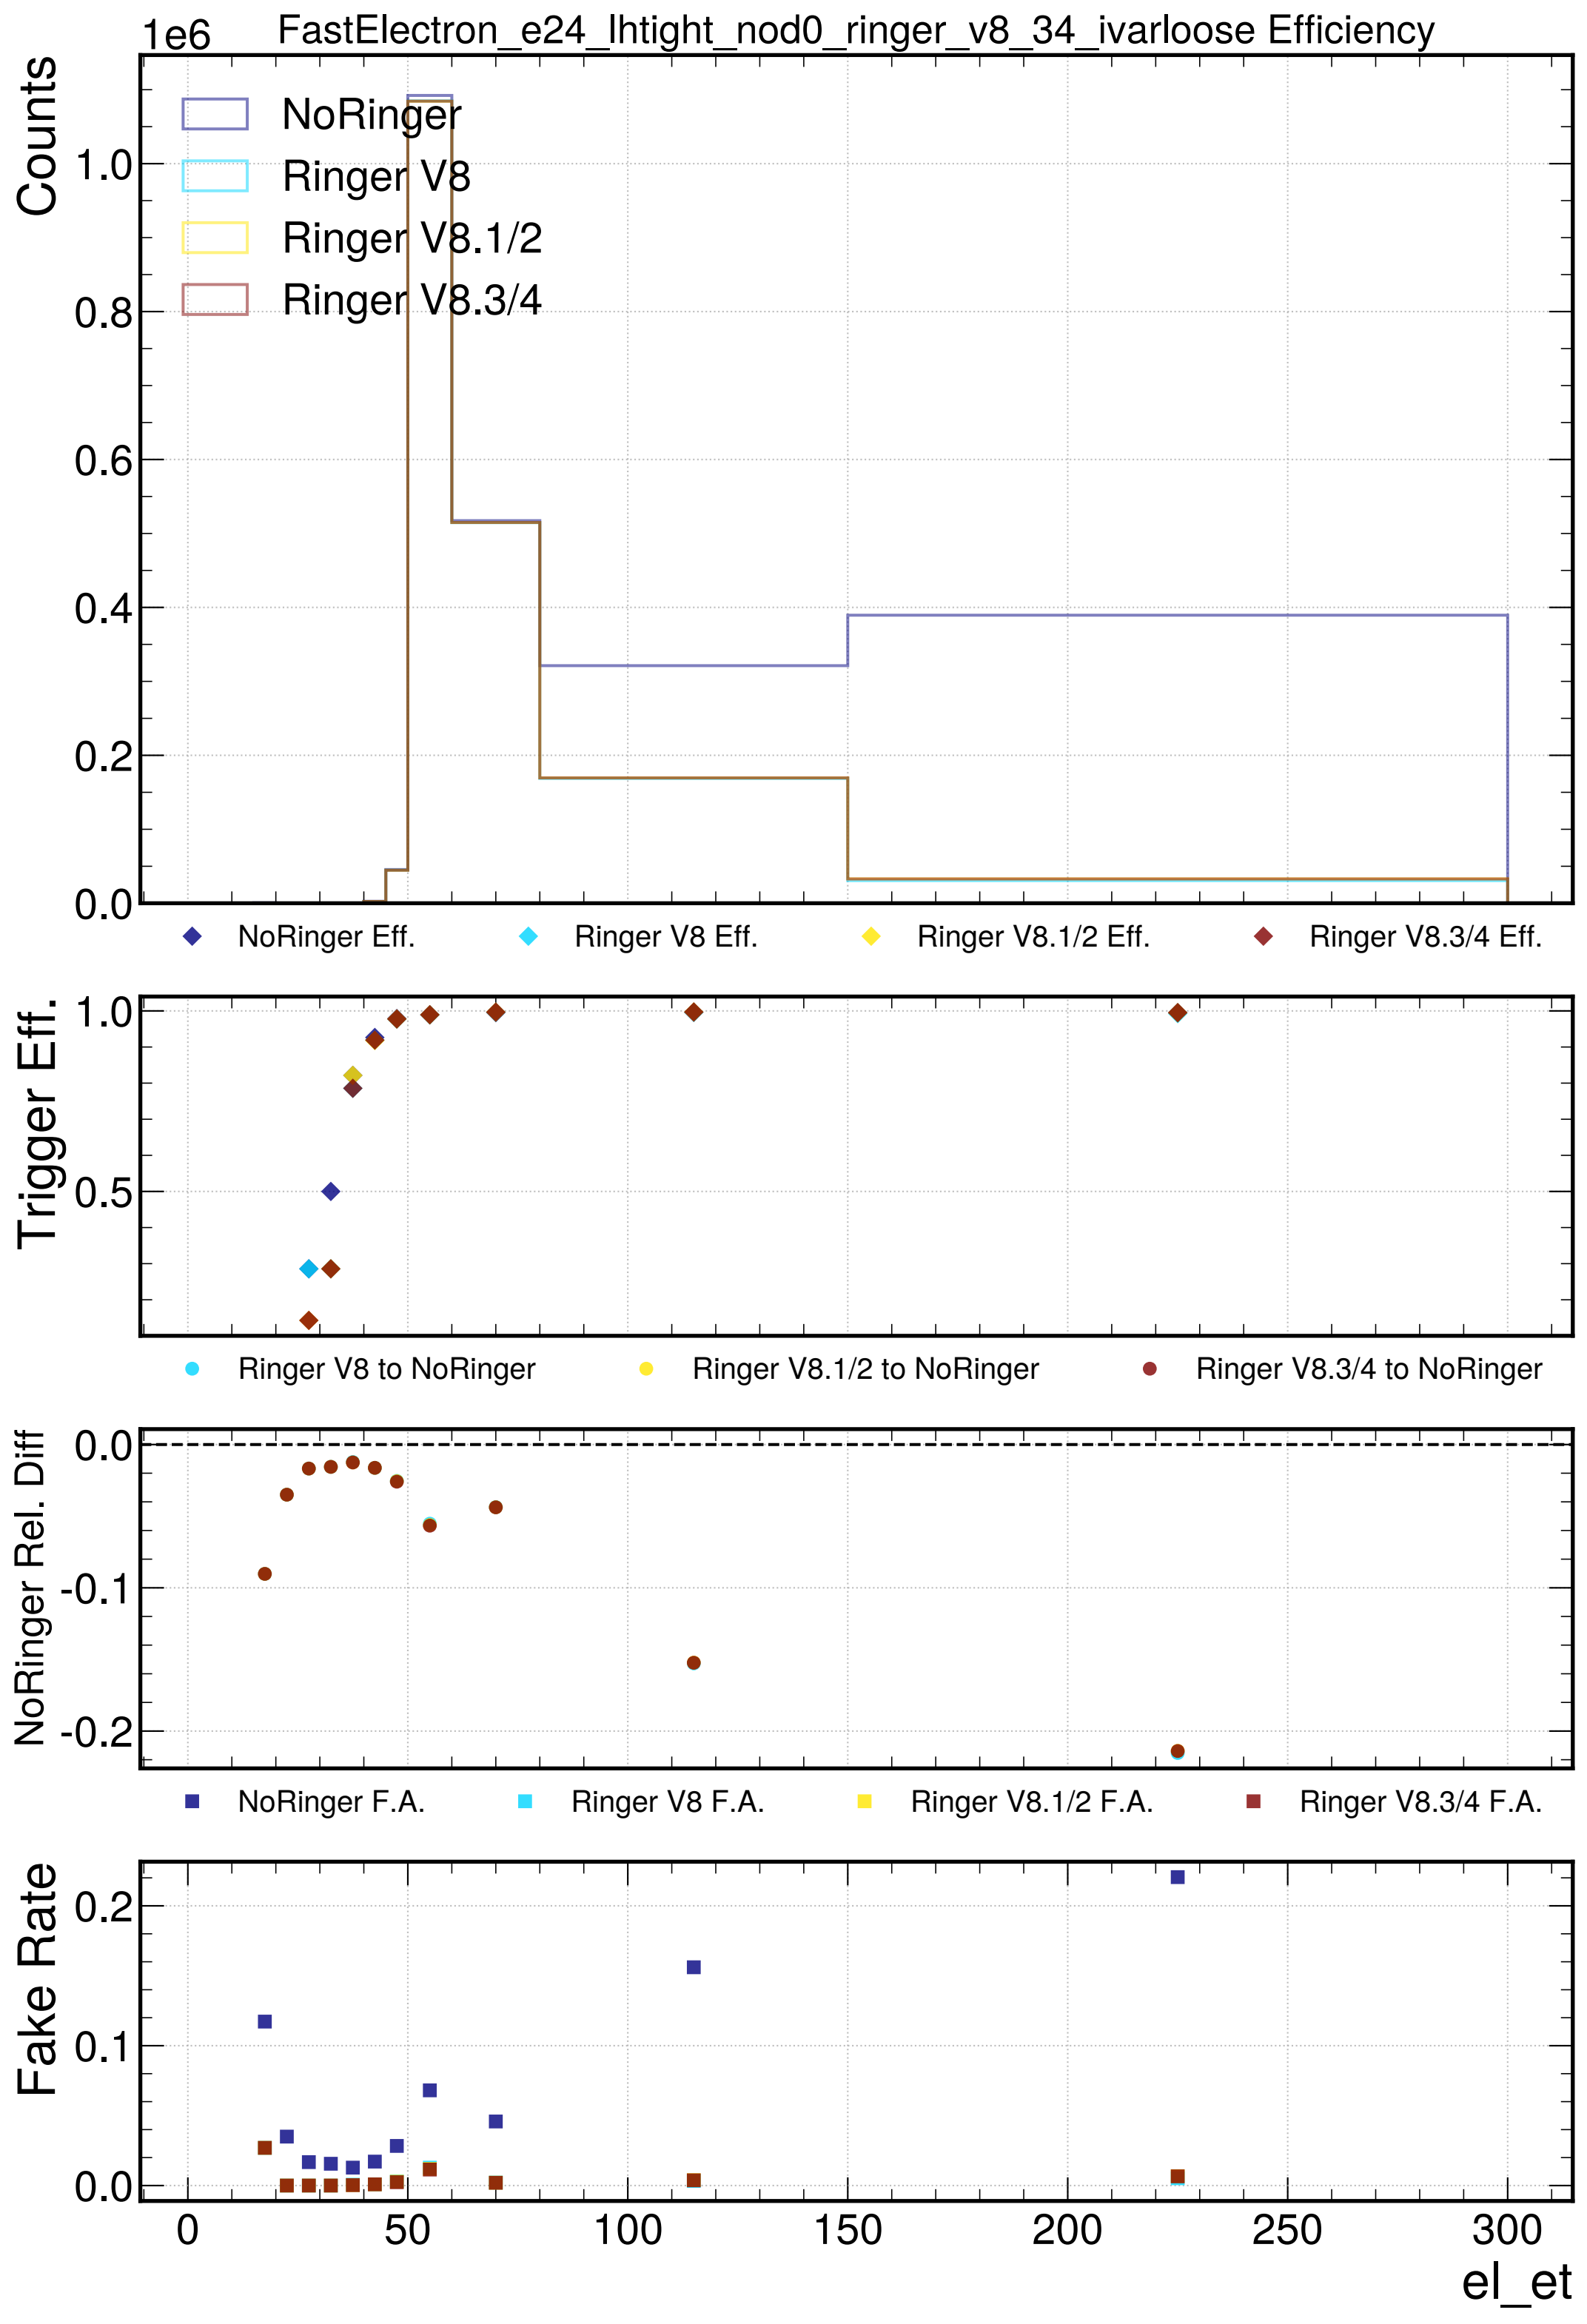 1e6
FastElectron_e24_lhtight_nod0_ringer_v8_34_ivarloose Efficiency
Counts
NoRinger
Ringer V8
Ringer V8.1/2
Ringer V8.3/4
1.0
0.8
0.6
0.4
0.2
0.0
NoRinger Eff. Ringer V8 Eff. Ringer V8.1/2 Eff. Ringer V8.3/4 Eff.
Trigger Eff.
1.0
0.5
Ringer V8 to NoRinger Ringer V8.1/2 to NoRinger Ringer V8.3/4 to NoRinger
NoRinger Rel. Diff
0.0
-0.1
-0.2
NoRinger F.A. Ringer V8 F.A. Ringer V8.1/2 F.A. Ringer V8.3/4 F.A.
Fake Rate
0.2
0.1
0.0
0 50 100 150 200 250 300
el_et